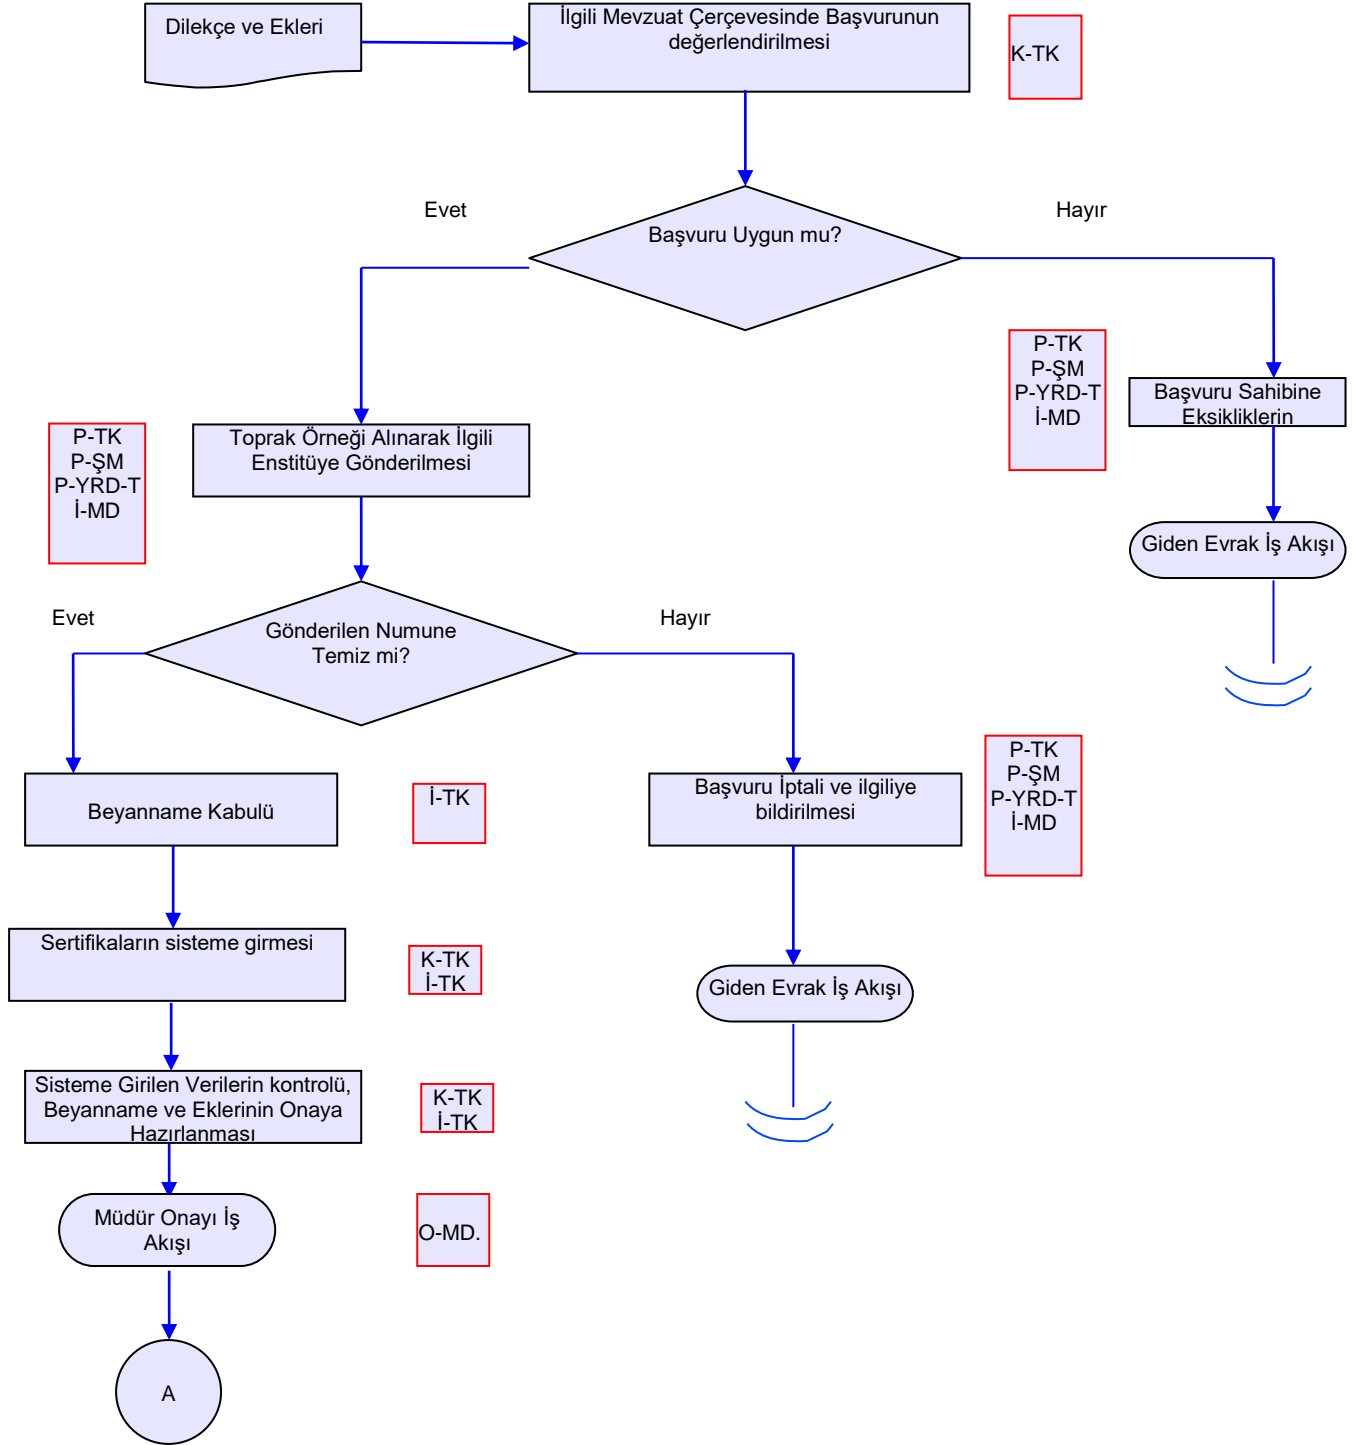 Dilekçe ve Ekleri
İlgili Mevzuat Çerçevesinde Başvurunun
değerlendirilmesi
K-TK
Evet
Hayır
Başvuru Uygun mu?
P-TK
P-ŞM
P-YRD-T
İ-MD
Başvuru Sahibine
Eksikliklerin
P-TK
P-ŞM
P-YRD-T
İ-MD
Toprak Örneği Alınarak İlgili
Enstitüye Gönderilmesi
Giden Evrak İş Akışı
Evet
Hayır
Gönderilen Numune
Temiz mi?
P-TK
P-ŞM
P-YRD-T
İ-MD
Beyanname Kabulü
İ-TK
Başvuru İptali ve ilgiliye
bildirilmesi
Sertifikaların sisteme girmesi
K-TK
İ-TK
Giden Evrak İş Akışı
Sisteme Girilen Verilerin kontrolü,
Beyanname ve Eklerinin Onaya
Hazırlanması
K-TK
İ-TK
Müdür Onayı İş
Akışı
O-MD.
A